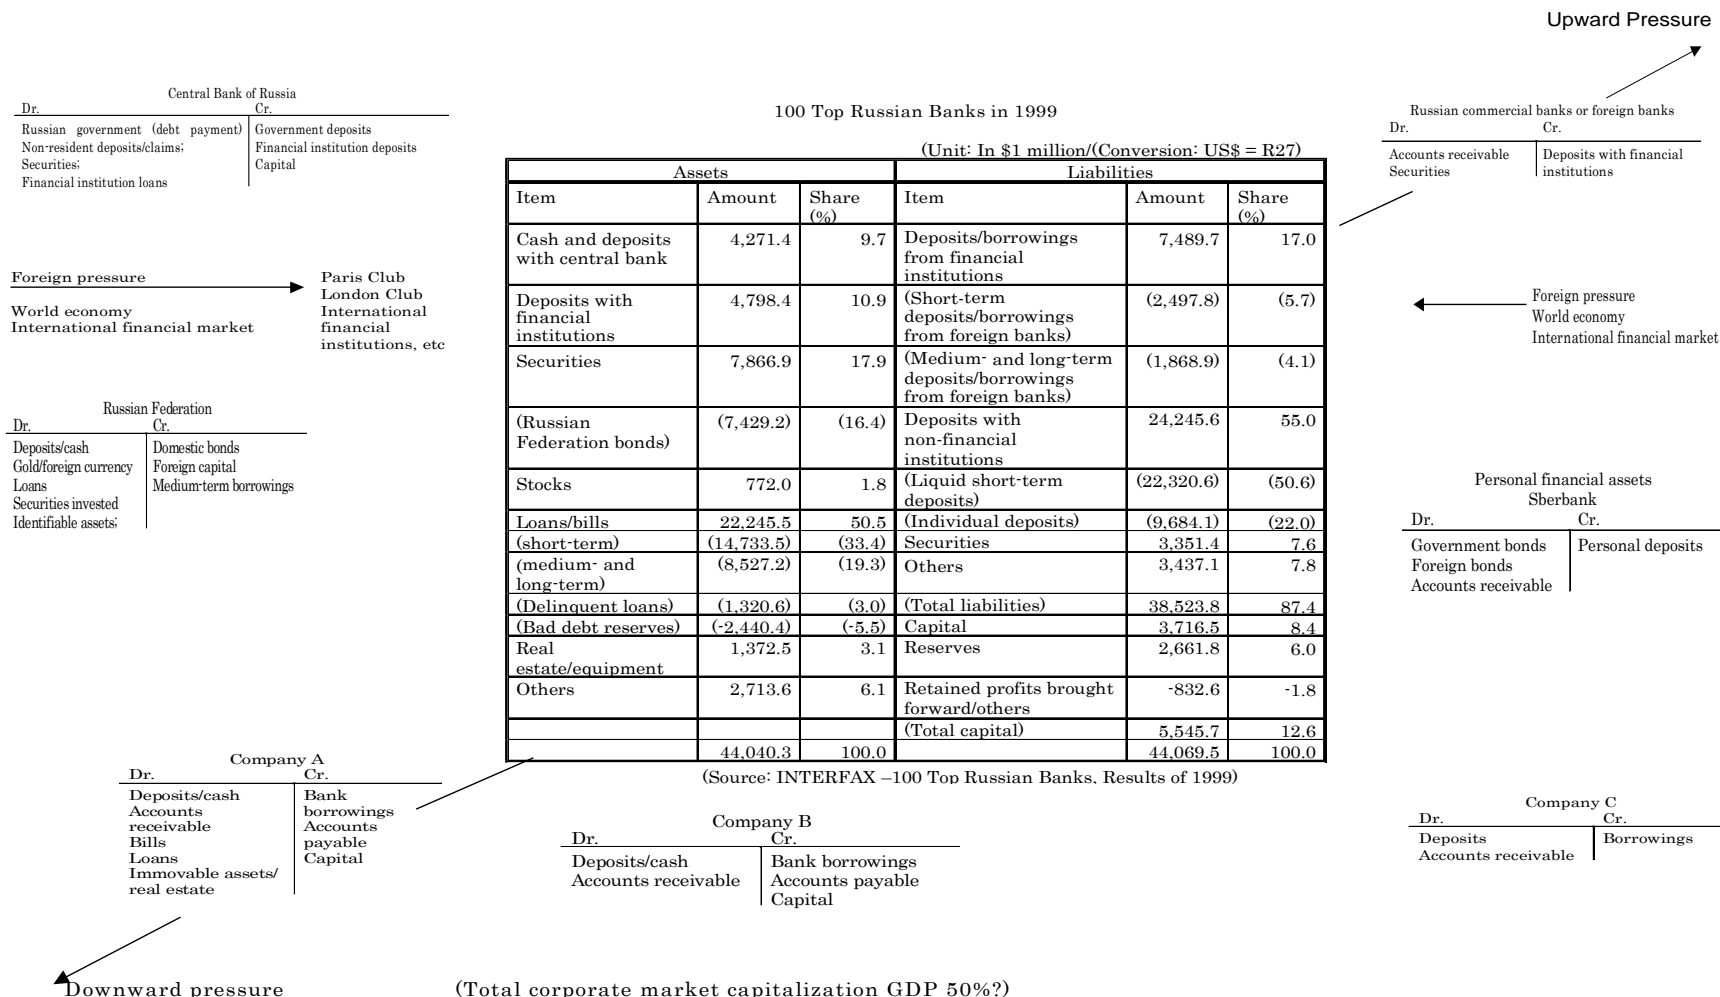 Upward Pressure
Central Bank of Russia
Dr. Cr.
Russian government (debt payment) Government deposits
Non-resident deposits/claims; Financial institution deposits
Securities; Capital
Financial institution loans
Foreign pressure
World economy
International financial market
Paris Club
London Club
International
financial
institutions, etc
Russian Federation
Dr. Cr.
Deposits/cash Domestic bonds
Gold/foreign currency Foreign capital
Loans Medium-term borrowings
Securities invested
Identifiable assets;
100 Top Russian Banks in 1999
(Unit: In $1 million/(Conversion: US$ = R27)
Assets Liabilities
Item Amount Share Item Amount Share
(%) (%)
Cash and deposits 4,271.4 9.7 Deposits/borrowings 7,489.7 17.0
with central bank from financial
institutions
Deposits with 4,798.4 10.9 (Short-term (2,497.8) (5.7)
financial deposits/borrowings
institutions from foreign banks)
Securities 7,866.9 17.9 (Medium- and long-term (1,868.9) (4.1)
deposits/borrowings
from foreign banks)
(Russian (7,429.2) (16.4) Deposits with 24,245.6 55.0
Federation bonds) non-financial
institutions
Stocks 772.0 1.8 (Liquid short-term (22,320.6) (50.6)
deposits)
Loans/bills 22,245.5 50.5 (Individual deposits) (9,684.1) (22.0)
(short-term) (14,733.5) (33.4) Securities 3,351.4 7.6
(medium- and (8,527.2) (19.3) Others 3,437.1 7.8
long-term)
(Delinquent loans) (1,320.6) (3.0) (Total liabilities) 38,523.8 87.4
(Bad debt reserves) (-2,440.4) (-5.5) Capital 3,716.5 8.4
Real 1,372.5 3.1 Reserves 2,661.8 6.0
estate/equipment
Others 2,713.6 6.1 Retained profits brought -832.6 -1.8
forward/others
(Total capital) 5,545.7 12.6
44,040.3 100.0 44,069.5 100.0
(Source: INTERFAX –100 Top Russian Banks, Results of 1999)
Russian commercial banks or foreign banks
Dr. Cr.
Accounts receivable Deposits with financial
Securities institutions
Foreign pressure
World economy
International financial market
Personal financial assets
Sberbank
Dr. Cr.
Government bonds Personal deposits
Foreign bonds
Accounts receivable
Company A
Dr. Cr.
Deposits/cash Bank
Accounts borrowings
receivable Accounts
Bills payable
Loans Capital
Immovable assets/
real estate
Company B
Dr. Cr.
Deposits/cash Bank borrowings
Accounts receivable Accounts payable
Capital
Company C
Dr. Cr.
Deposits Borrowings
Accounts receivable
Downward pressure
(Total corporate market capitalization GDP 50%?)